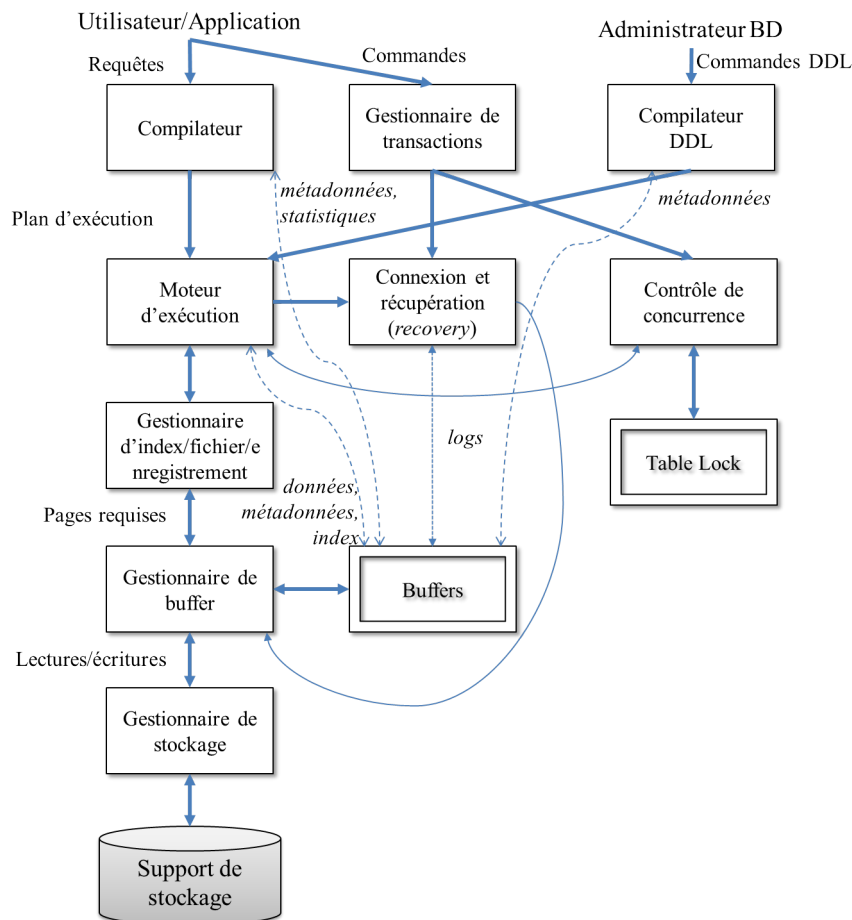 Utilisateur/Application
Administrateur BD
Requêtes
Commandes
Commandes DDL
Compilateur
Gestionnaire de
transactions
Compilateur
DDL
métadonnées,
statistiques
métadonnées
Plan d'exécution
Moteur
d'exécution
Connexion et
récupération
(recovery)
Contrôle de
concurrence
Gestionnaire
d'index/fichier/e
nregistrement
logs
Table Lock
données,
métadonnées,
index
Pages requises
Gestionnaire de
buffer
Buffers
Lectures/écritures
Gestionnaire de
stockage
Support de
stockage